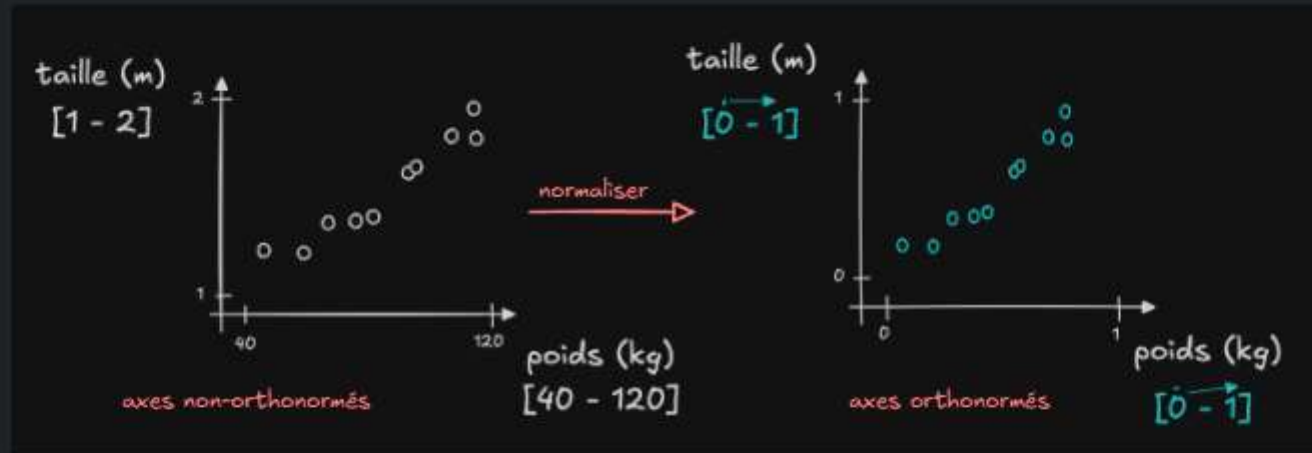 taille (m)
[1 - 2]
2
1
40
120
poids (kg)
[40 - 120]
axes non-orthonormés
normaliser
taille (m)
[0 - 1]
1
0
0
1
poids (kg)
[0 - 1]
axes orthonormés